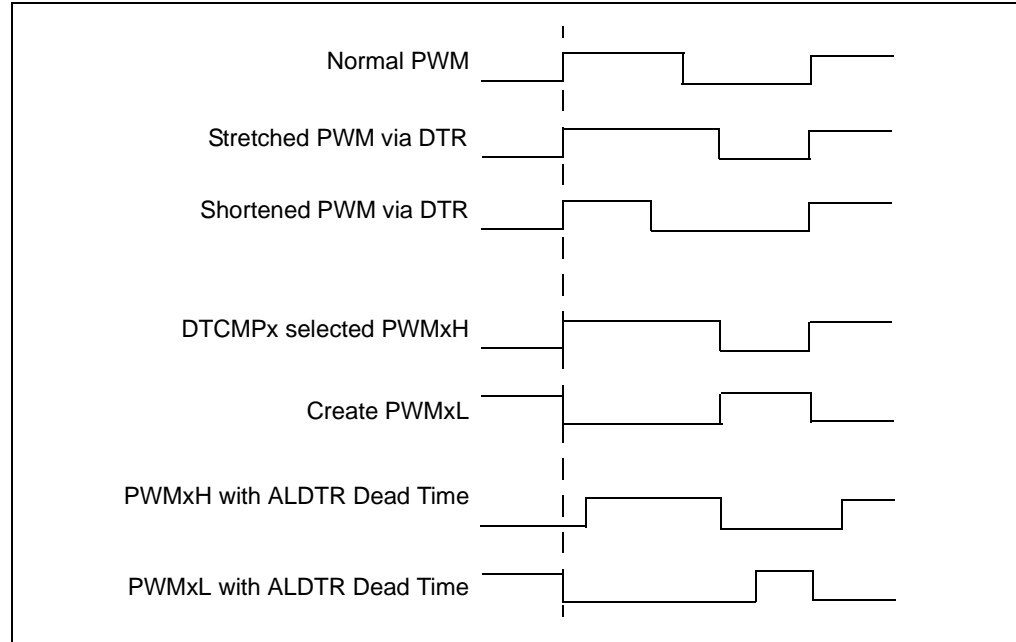 Normal PWM
Stretched PWM via DTR
Shortened PWM via DTR
DTCMPx selected PWMxH
Create PWMxL
PWMxH with ALDTR Dead Time
PWMxL with ALDTR Dead Time